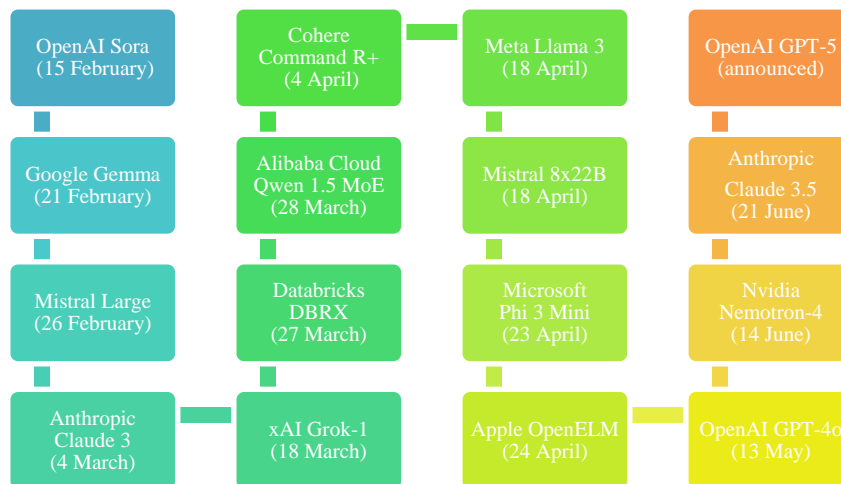 OpenAI Sora
(15 February)
Google Gemma
(21 February)
Mistral Large
(26 February)
Anthropic
Claude 3
(4 March)
xAI Grok-1
(18 March)
Databricks
DBRX
(27 March)
Alibaba Cloud
Qwen 1.5 MoE
(28 March)
Cohere
Command R+
(4 April)
Meta Llama 3
(18 April)
Mistral 8x22B
(18 April)
Microsoft
Phi 3 Mini
(23 April)
Apple OpenELM
(24 April)
OpenAI GPT-4o
(13 May)
Nvidia
Nemotron-4
(14 June)
Anthropic
Claude 3.5
(21 June)
OpenAI GPT-5
(announced)